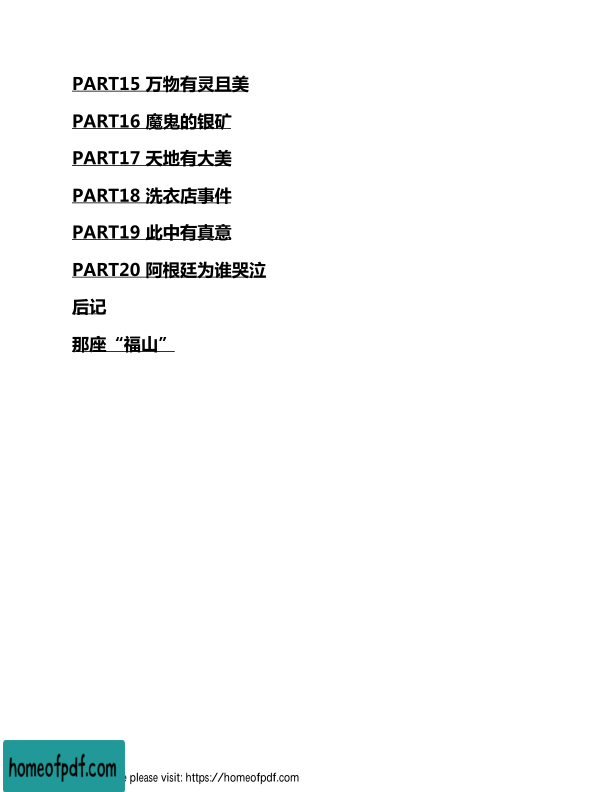 PART15 万物有灵且美
PART16 魔鬼的银矿
PART17 天地有大美
PART18 洗衣店事件
PART19 此中有真意
PART20 阿根廷为谁哭泣
后记
那座“福山”
homeofpdf.com
please visit: https://homeofpdf.com